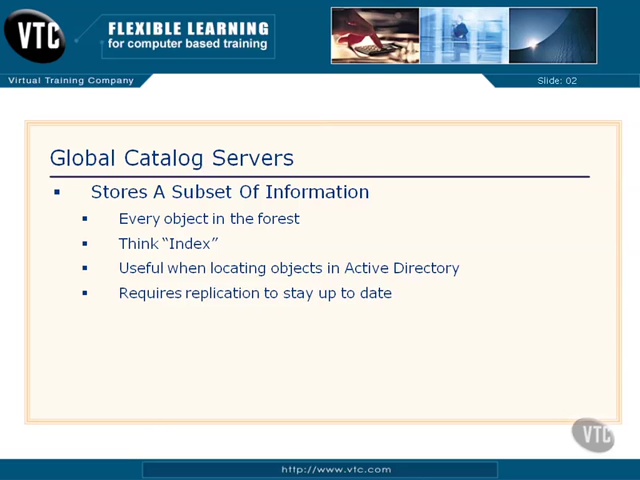 VTC
FLEXIBLE LEARNING
for computer based training
Virtual Training Company
Slide: 02
Global Catalog Servers
▪ Stores A Subset Of Information
▪ Every object in the forest
▪ Think “Index”
▪ Useful when locating objects in Active Directory
▪ Requires replication to stay up to date
VTC
http://www.vtc.com